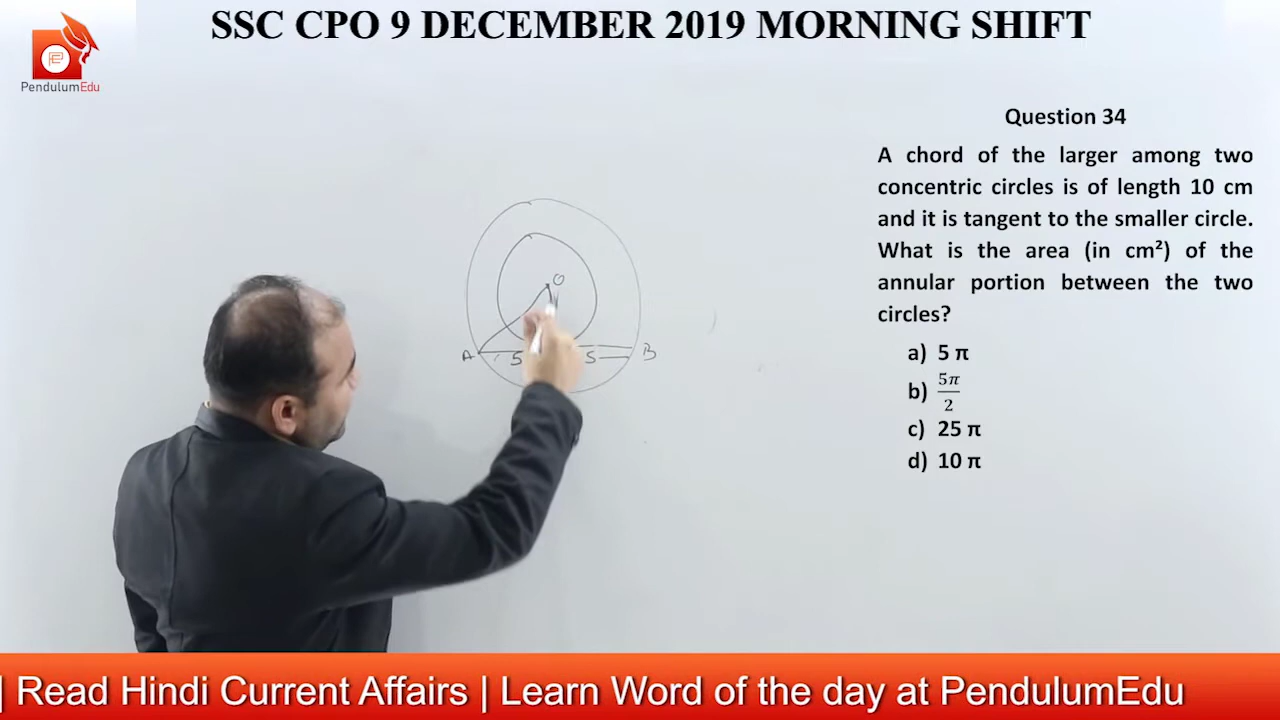 SSC CPO 9 DECEMBER 2019 MORNING SHIFT
PendulumEdu
Question 34
A chord of the larger among two
concentric circles is of length 10 cm
and it is tangent to the smaller circle.
What is the area (in cm²) of the
annular portion between the two
circles?
a) 5 π
b) 5π/2
c) 25 π
d) 10 π
O
A 5 5 B
| Read Hindi Current Affairs | Learn Word of the day at PendulumEdu